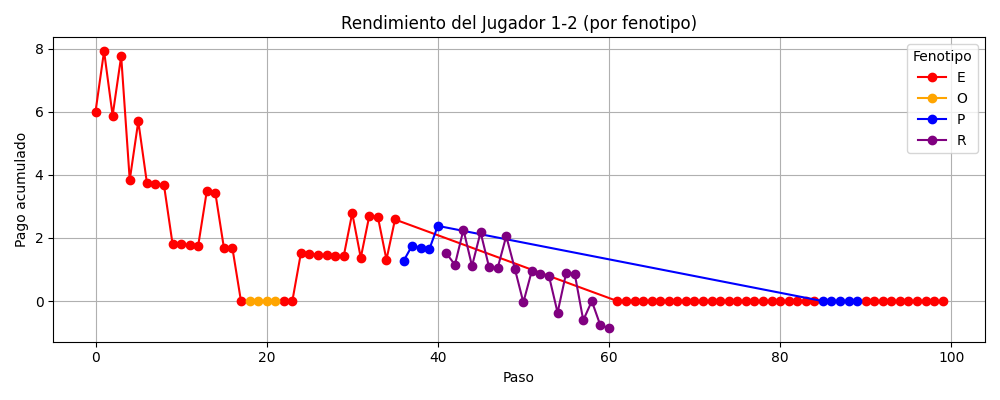 Rendimiento del Jugador 1-2 (por fenotipo)
Pago acumulado
8
6
4
2
0
Fenotipo
E
O
P
R
0 20 40 60 80 100
Paso